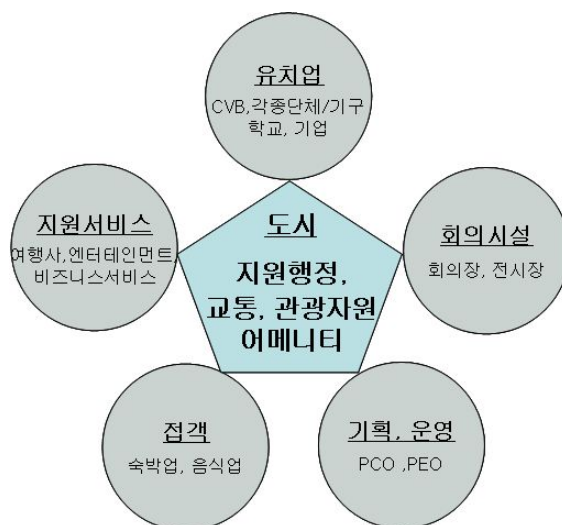 유치업
CVB,각종단체/기구
학교, 기업
지원서비스
여행사,엔터테인먼트,
비즈니스서비스
도시
지원행정,
교통, 관광자원
어메니티
회의시설
회의장, 전시장
접객
숙박업, 음식업
기획, 운영
PCO ,PEO